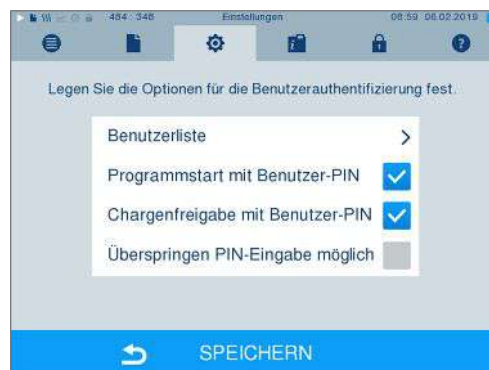 484 : 348 Einstellungen 08:59 06.02.2019
Legen Sie die Optionen für die Benutzerauthentifizierung fest.
Benutzerliste
Programmstart mit Benutzer-PIN
Chargenfreigabe mit Benutzer-PIN
Überspringen PIN-Eingabe möglich
SPEICHERN